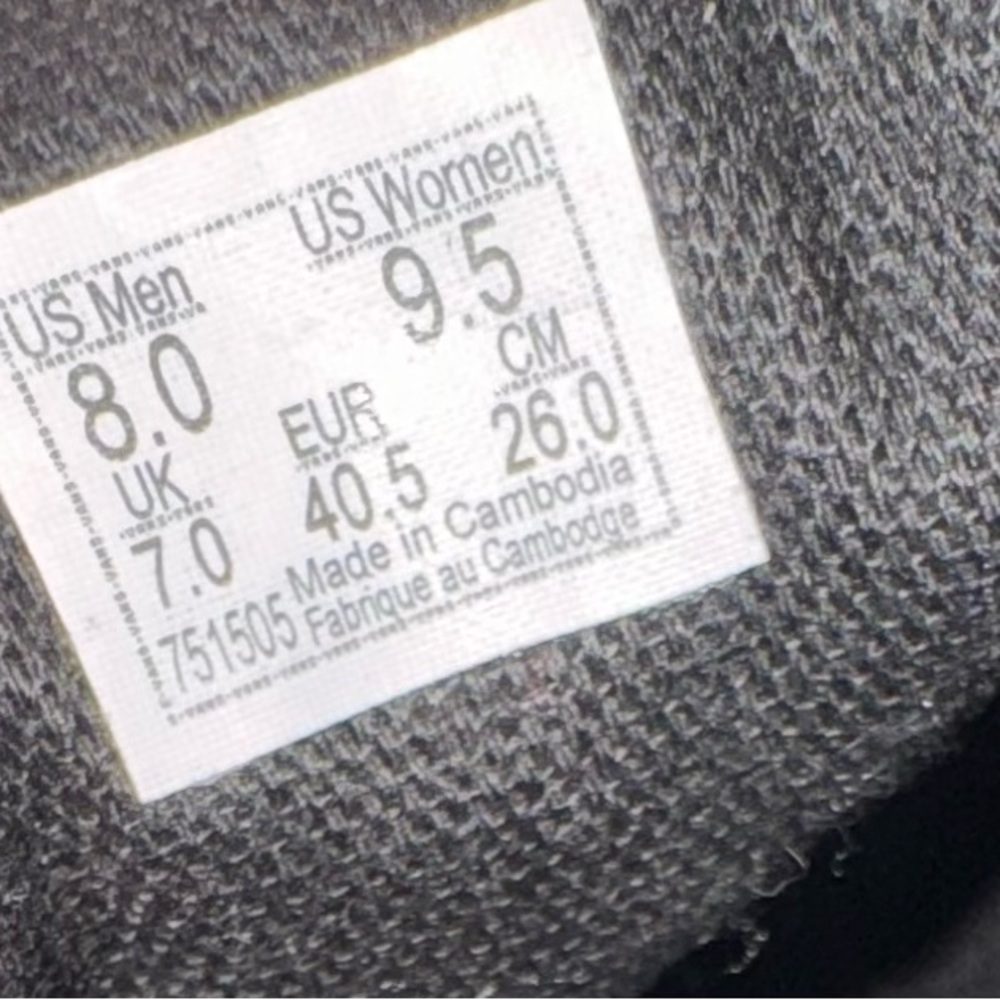 US Men US Women
8.0 9.5
UK EUR CM
7.0 40.5 26.0
751505 Made in Cambodia
Fabrique au Cambodge